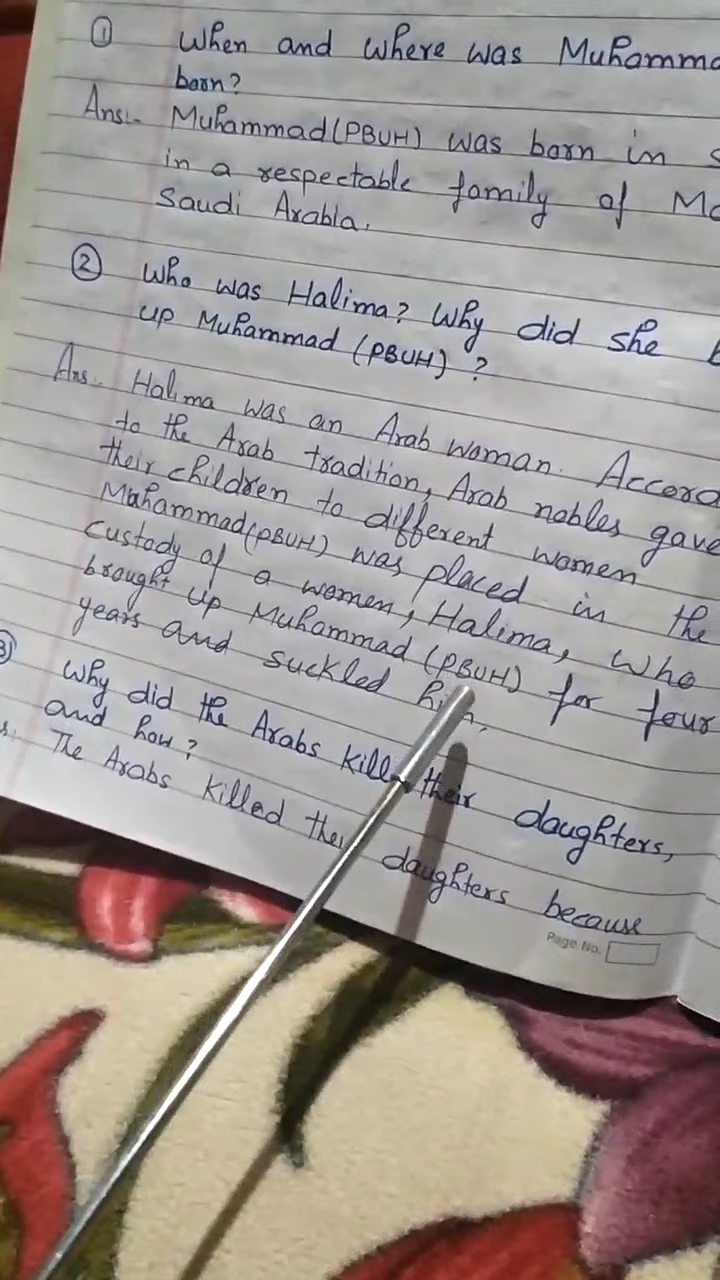 ① When and where was Muhamma
born?
Ans:- Muhammad(PBUH) was born in
in a respectable family of M
Saudi Arabia.
② Who was Halima? Why did she
up Muhammad (PBUH)?
Ans. Halima was an Arab woman. Accord
to the Arab tradition, Arab nobles gave
their children to different women
Muhammad(PBUH) was placed in the
custody of a women, Halima, who
brought up Muhammad (PBUH) for four
years and suckled him.
3) Why did the Arabs kill their daughters,
and how?
s. The Arabs killed their daughters because
Page No.